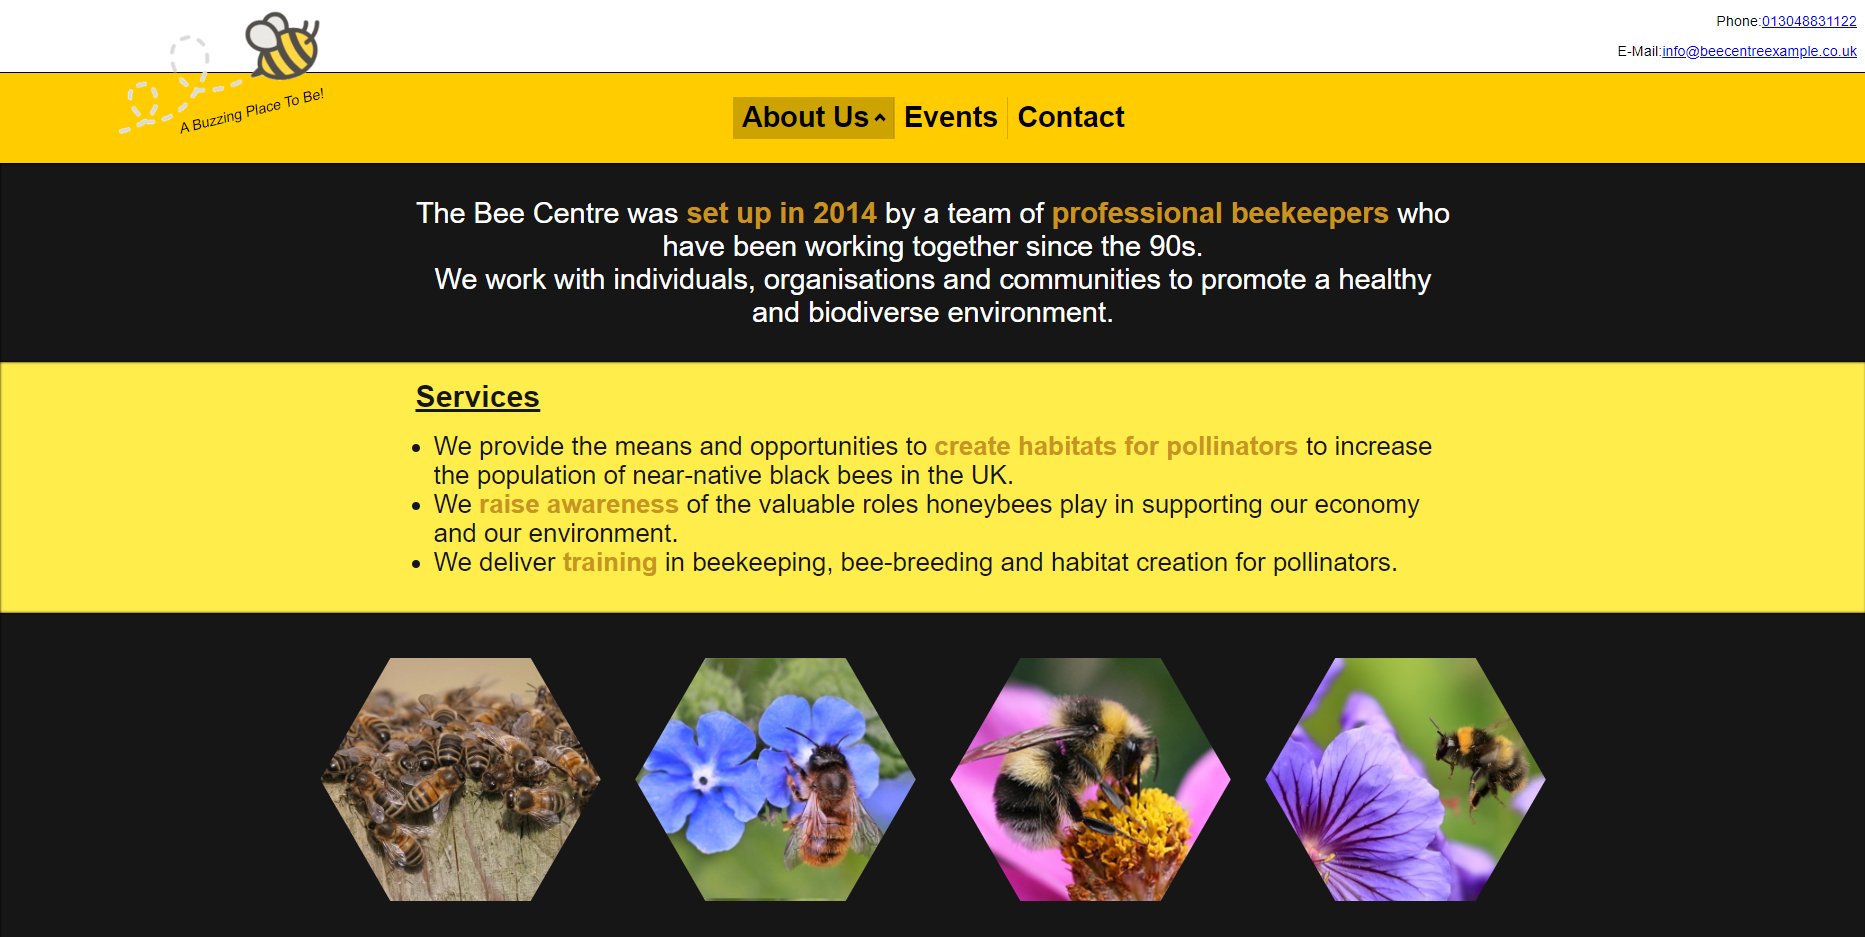 Phone:013048831122
E-Mail:info@beecentreexample.co.uk
A Buzzing Place To Be!
About Us Events Contact
The Bee Centre was set up in 2014 by a team of professional beekeepers who
have been working together since the 90s.
We work with individuals, organisations and communities to promote a healthy
and biodiverse environment.
Services
• We provide the means and opportunities to create habitats for pollinators to increase
the population of near-native black bees in the UK.
• We raise awareness of the valuable roles honeybees play in supporting our economy
and our environment.
• We deliver training in beekeeping, bee-breeding and habitat creation for pollinators.